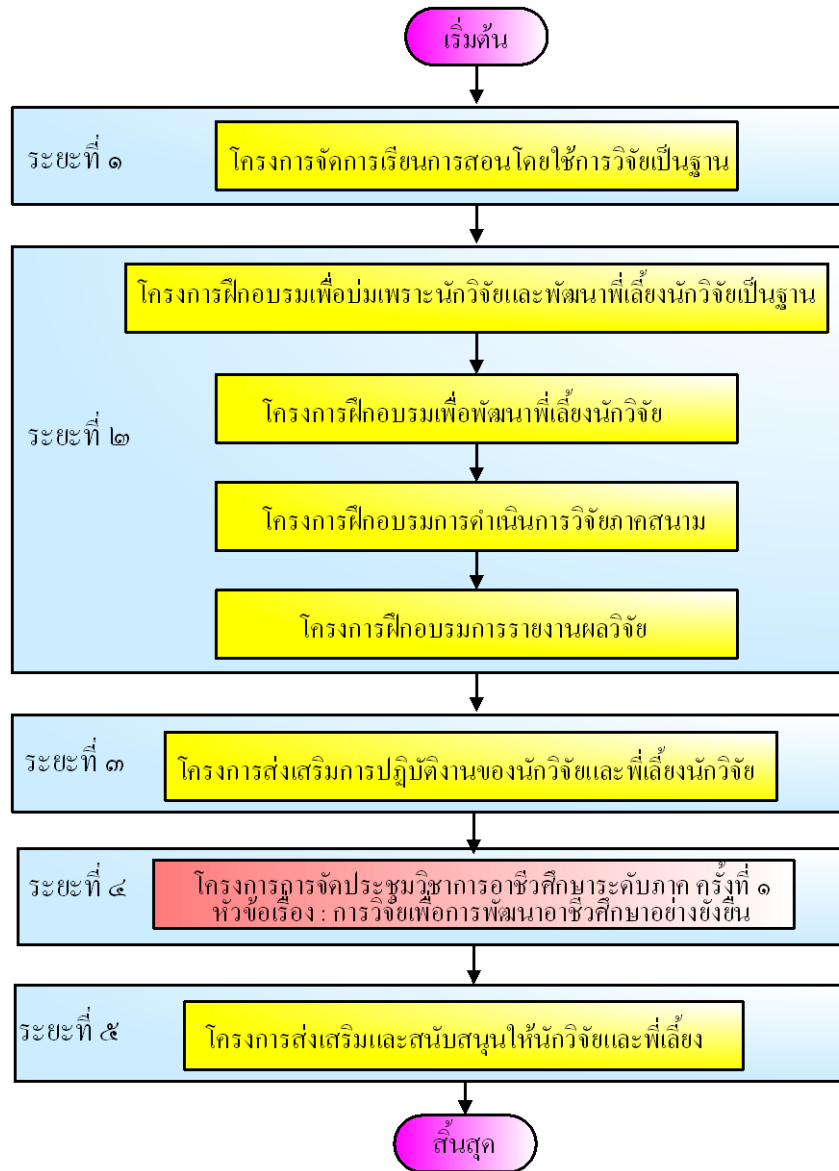 เริ่มต้น
ระยะที่ ๑
โครงการจัดการเรียนการสอนโดยใช้การวิจัยเป็นฐาน
โครงการฝึกอบรมเพื่อบ่มเพราะนักวิจัยและพัฒนาพี่เลี้ยงนักวิจัยเป็นฐาน
ระยะที่ ๒
โครงการฝึกอบรมเพื่อพัฒนาพี่เลี้ยงนักวิจัย
โครงการฝึกอบรมการดำเนินการวิจัยภาคสนาม
โครงการฝึกอบรมการรายงานผลวิจัย
ระยะที่ ๓
โครงการส่งเสริมการปฏิบัติงานของนักวิจัยและพี่เลี้ยงนักวิจัย
ระยะที่ ๔
โครงการการจัดประชุมวิชาการอาชีวศึกษาระดับภาค ครั้งที่ ๑
หัวข้อเรื่อง : การวิจัยเพื่อการพัฒนาอาชีวศึกษาอย่างยั่งยืน
ระยะที่ ๕
โครงการส่งเสริมและสนับสนุนให้นักวิจัยและพี่เลี้ยง
สิ้นสุด